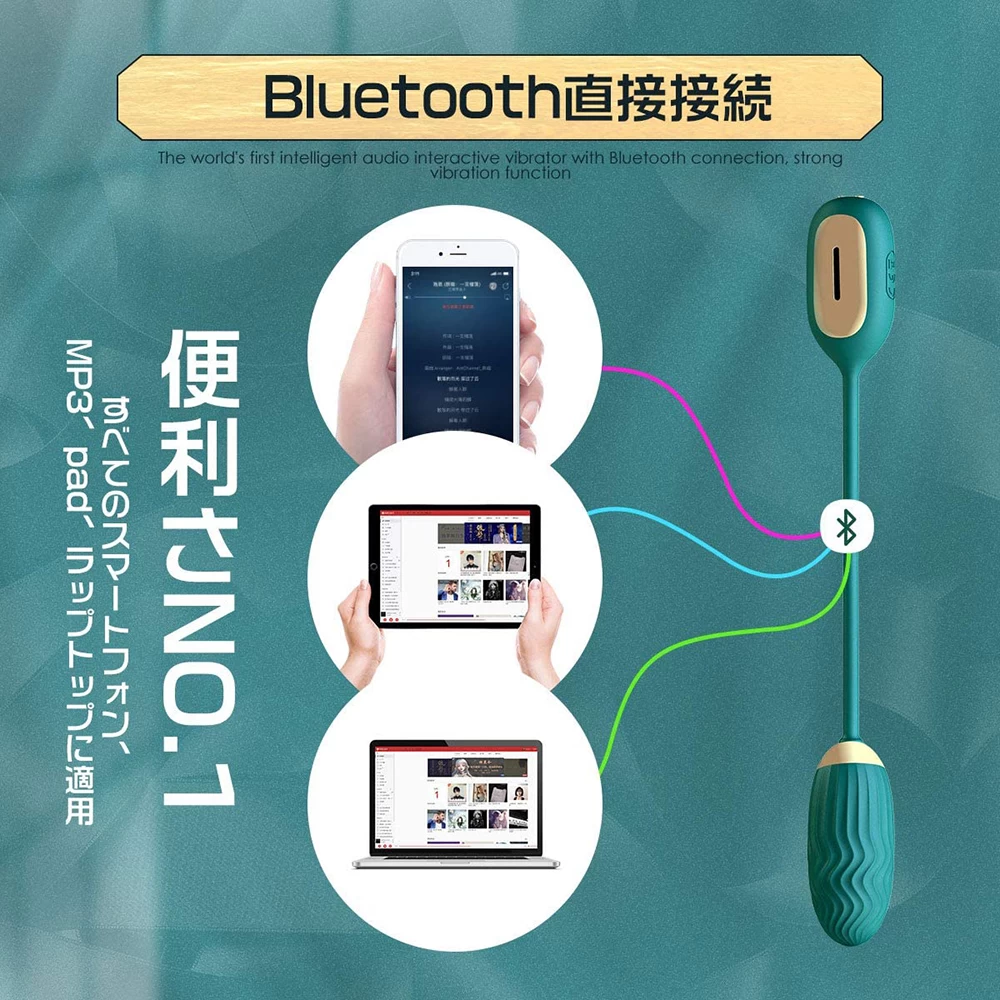 Bluetooth直接接続
The world's first intelligent audio interactive vibrator with Bluetooth connection, strong
vibration function
便利さNO.1
すべてのスマートフォン、
MP3、pad、ラップトップに適用